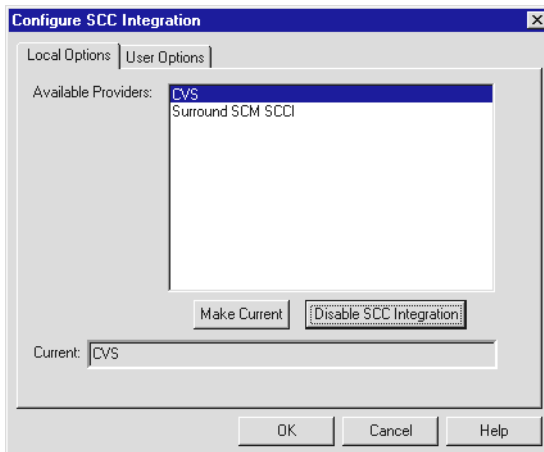 Configure SCC Integration
Local Options
User Options
Available Providers:
CVS
Surround SCM SCCI
Make Current
Disable SCC Integration
Current:
CVS
OK
Cancel
Help